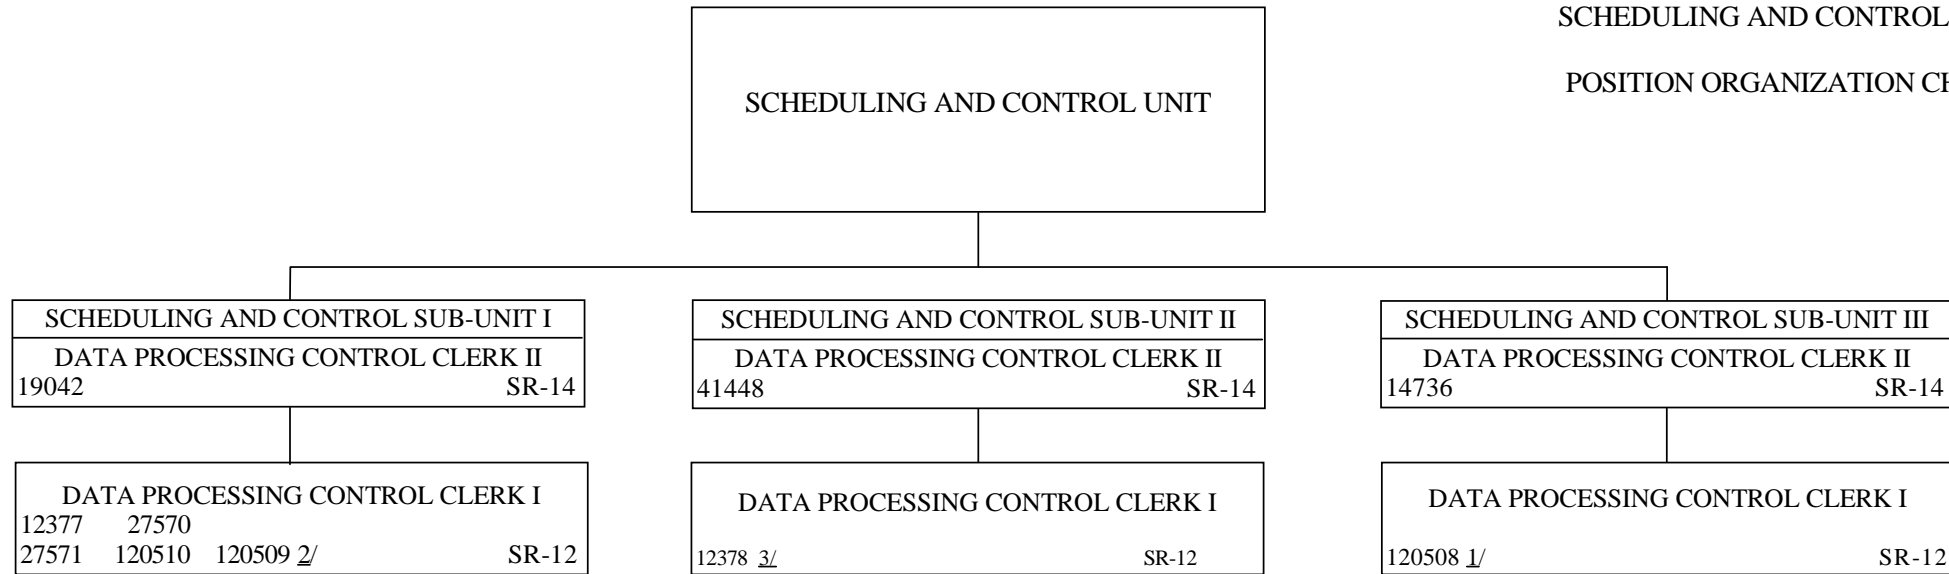 SCHEDULING AND CONTROL
POSITION ORGANIZATION CH
SCHEDULING AND CONTROL UNIT
SCHEDULING AND CONTROL SUB-UNIT I
DATA PROCESSING CONTROL CLERK II
19042 SR-14
DATA PROCESSING CONTROL CLERK I
12377 27570
27571 120510 120509 2/ SR-12
SCHEDULING AND CONTROL SUB-UNIT II
DATA PROCESSING CONTROL CLERK II
41448 SR-14
DATA PROCESSING CONTROL CLERK I
12378 3/ SR-12
SCHEDULING AND CONTROL SUB-UNIT III
DATA PROCESSING CONTROL CLERK II
14736 SR-14
DATA PROCESSING CONTROL CLERK I
120508 1/ SR-12